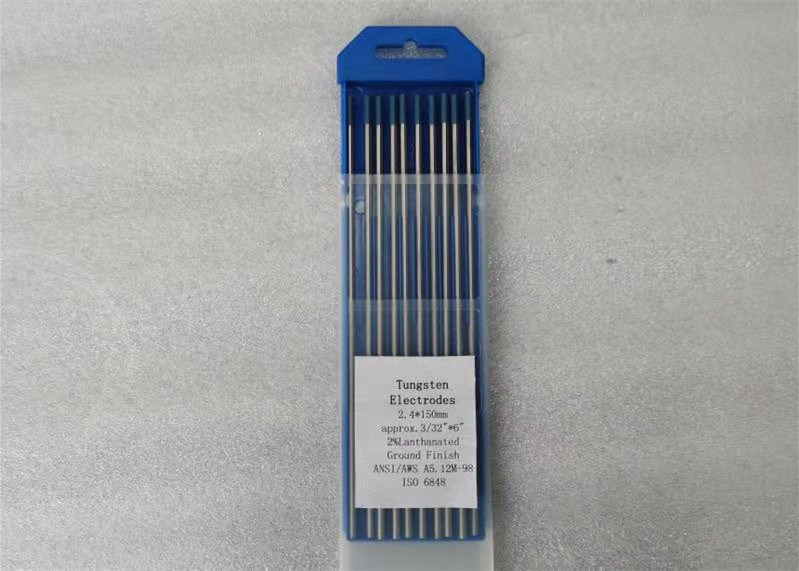 Tungsten
Electrodes
2.4*150mm
approx.3/32"*6"
2%Lanthanated
Ground Finish
ANSI/AWS A5.12M-98
ISO 6848